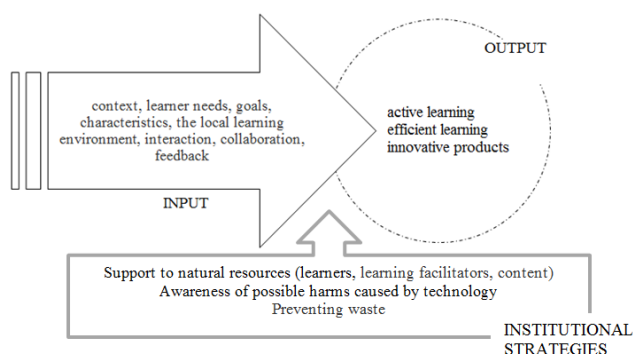 OUTPUT
context, learner needs, goals,
characteristics, the local learning
environment, interaction, collaboration,
feedback
active learning
efficient learning
innovative products
INPUT
Support to natural resources (learners, learning facilitators, content)
Awareness of possible harms caused by technology
Preventing waste
INSTITUTIONAL
STRATEGIES